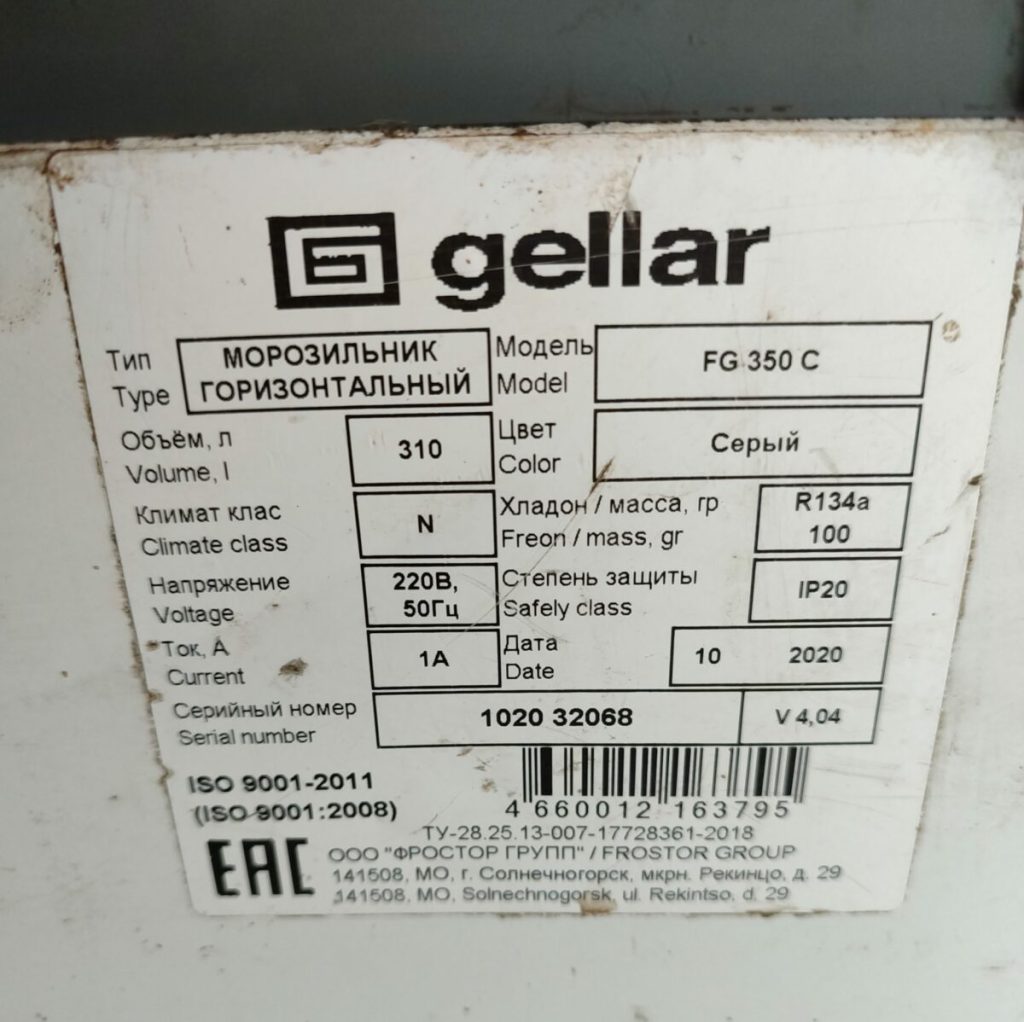 G gellar
Тип МОРОЗИЛЬНИК Модель FG 350 C
Type ГОРИЗОНТАЛЬНЫЙ Model
Объём, л 310 Цвет Серый
Volume, l Color
Климат клас N Хладон / масса, гр R134a
Climate class Freon / mass, gr 100
Напряжение 220В, Степень защиты IP20
Voltage 50Гц Safely class
Ток, А 1А Дата 10 2020
Current Date
Серийный номер 1020 32068 V 4,04
Serial number
ISO 9001-2011
(ISO 9001:2008) 4 660012 163795
ТУ-28.25.13-007-17728361-2018
EAC ООО "ФРОСТОР ГРУПП" / FROSTOR GROUP
141508, МО, г. Солнечногорск, мкрн. Рекинцо, д. 29
141508, MO, Solnechnogorsk, ul. Rekintso, d. 29